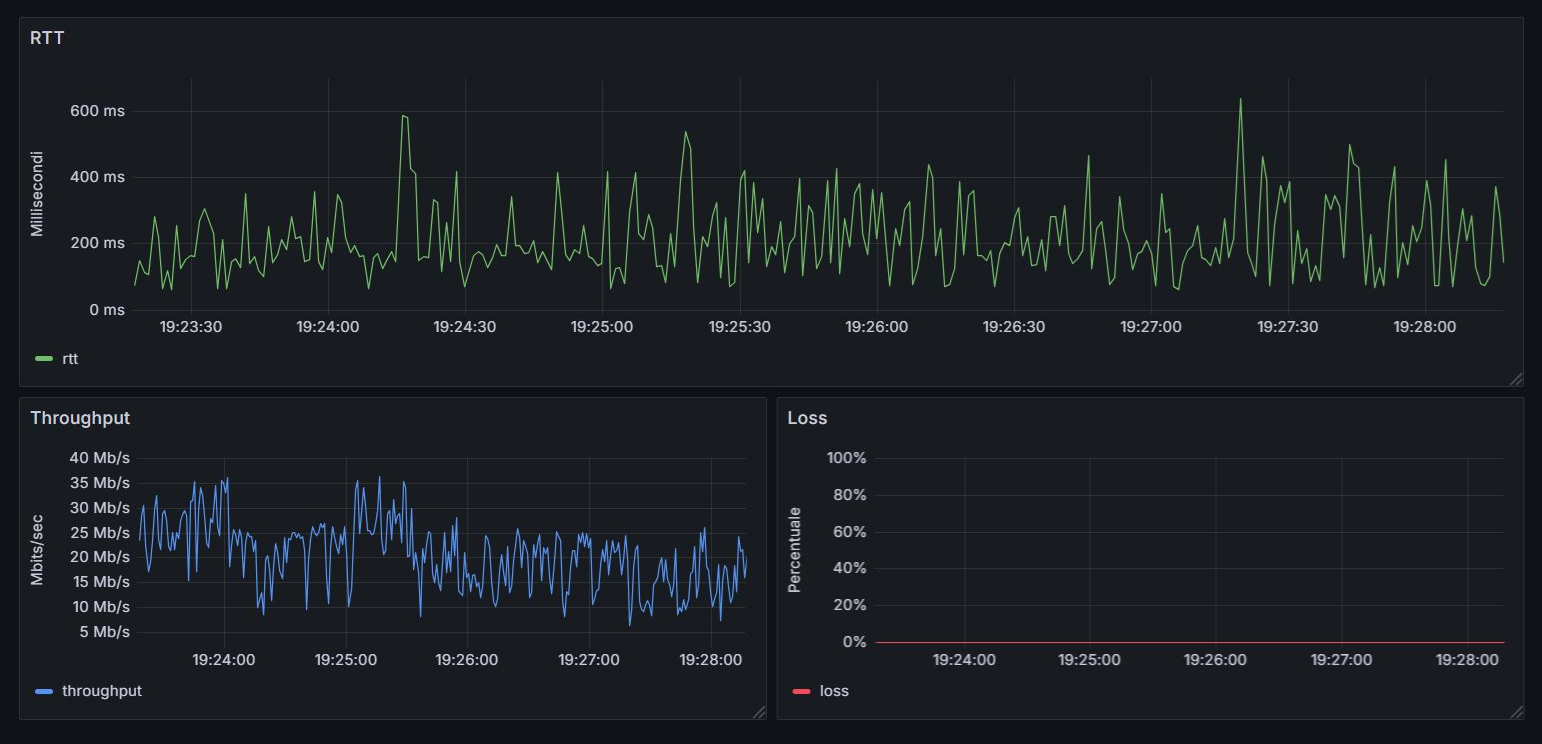 RTT
Millisecondi
600 ms
400 ms
200 ms
0 ms
19:23:30 19:24:00 19:24:30 19:25:00 19:25:30 19:26:00 19:26:30 19:27:00 19:27:30 19:28:00
rtt
Throughput
Mbits/sec
40 Mb/s
35 Mb/s
30 Mb/s
25 Mb/s
20 Mb/s
15 Mb/s
10 Mb/s
5 Mb/s
19:24:00 19:25:00 19:26:00 19:27:00 19:28:00
throughput
Loss
Percentuale
100%
80%
60%
40%
20%
0%
19:24:00 19:25:00 19:26:00 19:27:00 19:28:00
loss